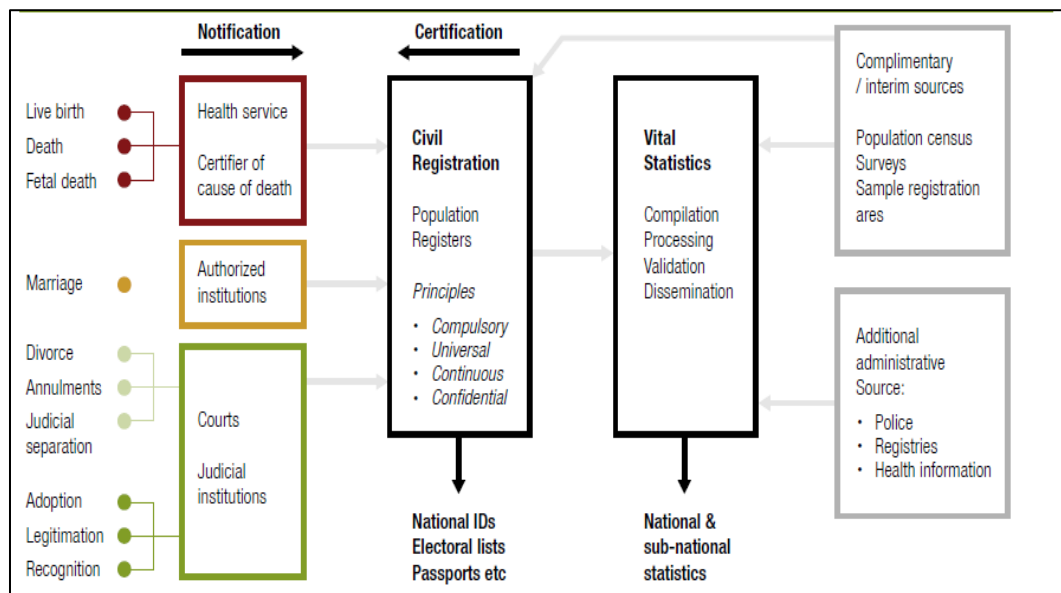 Notification
Certification
Live birth
Death
Fetal death
Health service
Certifier of
cause of death
Marriage
Authorized
institutions
Divorce
Annulments
Judicial
separation
Adoption
Legitimation
Recognition
Courts
Judicial
institutions
Civil
Registration
Population
Registers
Principles
• Compulsory
• Universal
• Continuous
• Confidential
National IDs
Electoral lists
Passports etc
Vital
Statistics
Compilation
Processing
Validation
Dissemination
National &
sub-national
statistics
Complimentary
/ interim sources
Population census
Surveys
Sample registration
ares
Additional
administrative
Source:
• Police
• Registries
• Health information